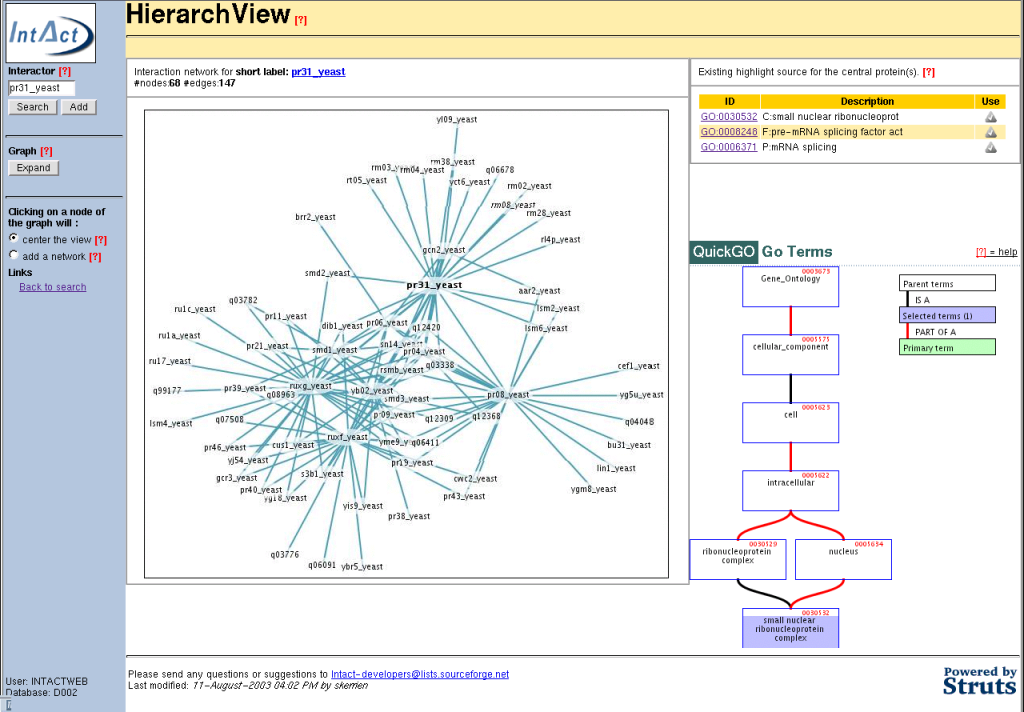 HierarchView [?]
IntAct
Interactor [?]
pr31_yeast
Search Add
Graph [?]
Expand
Clicking on a node of
the graph will :
center the view [?]
add a network [?]
Links
Back to search
User: INTACTWEB
Database: D002
Interaction network for short label: pr31_yeast
#nodes:68 #edges:147
yl09_yeast
rm38_yeast
rm04_yeast
q06678
rt05_yeast
yct6_yeast
rm02_yeast
rm08_yeast
rm28_yeast
brr2_yeast
rl4p_yeast
gcn2_yeast
smd2_yeast
pr31_yeast
aar2_yeast
q03782
ru1c_yeast
lsm2_yeast
pr11_yeast
dib1_yeast
pr06_yeast
q12420
lsm6_yeast
ru1a_yeast
pr21_yeast
smd1_yeast
pr04_yeast
ru17_yeast
rsmb_yeast
q03338
cef1_yeast
q99177
pr39_yeast
ruxg_yeast
yb02_yeast
q08963
smd3_yeast
pr08_yeast
yg5u_yeast
lsm4_yeast
q07508
pr09_yeast
q12309
q12368
q04048
ruxf_yeast
q06411
pr46_yeast
cus1_yeast
bu31_yeast
yj54_yeast
pr19_yeast
lin1_yeast
gcr3_yeast
s3b1_yeast
cwc2_yeast
pr40_yeast
pr43_yeast
ygm8_yeast
yis9_yeast
pr38_yeast
q03776
q06091
ybr5_yeast
Existing highlight source for the central protein(s). [?]
ID Description Use
GO:0030532 C:small nuclear ribonucleoprot
GO:0008248 F:pre-mRNA splicing factor act
GO:0006371 P:mRNA splicing
QuickGO Go Terms [?] = help
0003673
Gene_Ontology
0005575
cellular_component
0005623
cell
0005622
intracellular
0030529
ribonucleoprotein
complex
0005634
nucleus
0030532
small nuclear
ribonucleoprotein
complex
Parent terms
IS A
Selected terms (1)
PART OF A
Primary term
Please send any questions or suggestions to Intact-developers@lists.sourceforge.net
Last modified: 11-August-2003 04:02 PM by skerrien
Powered by
Struts